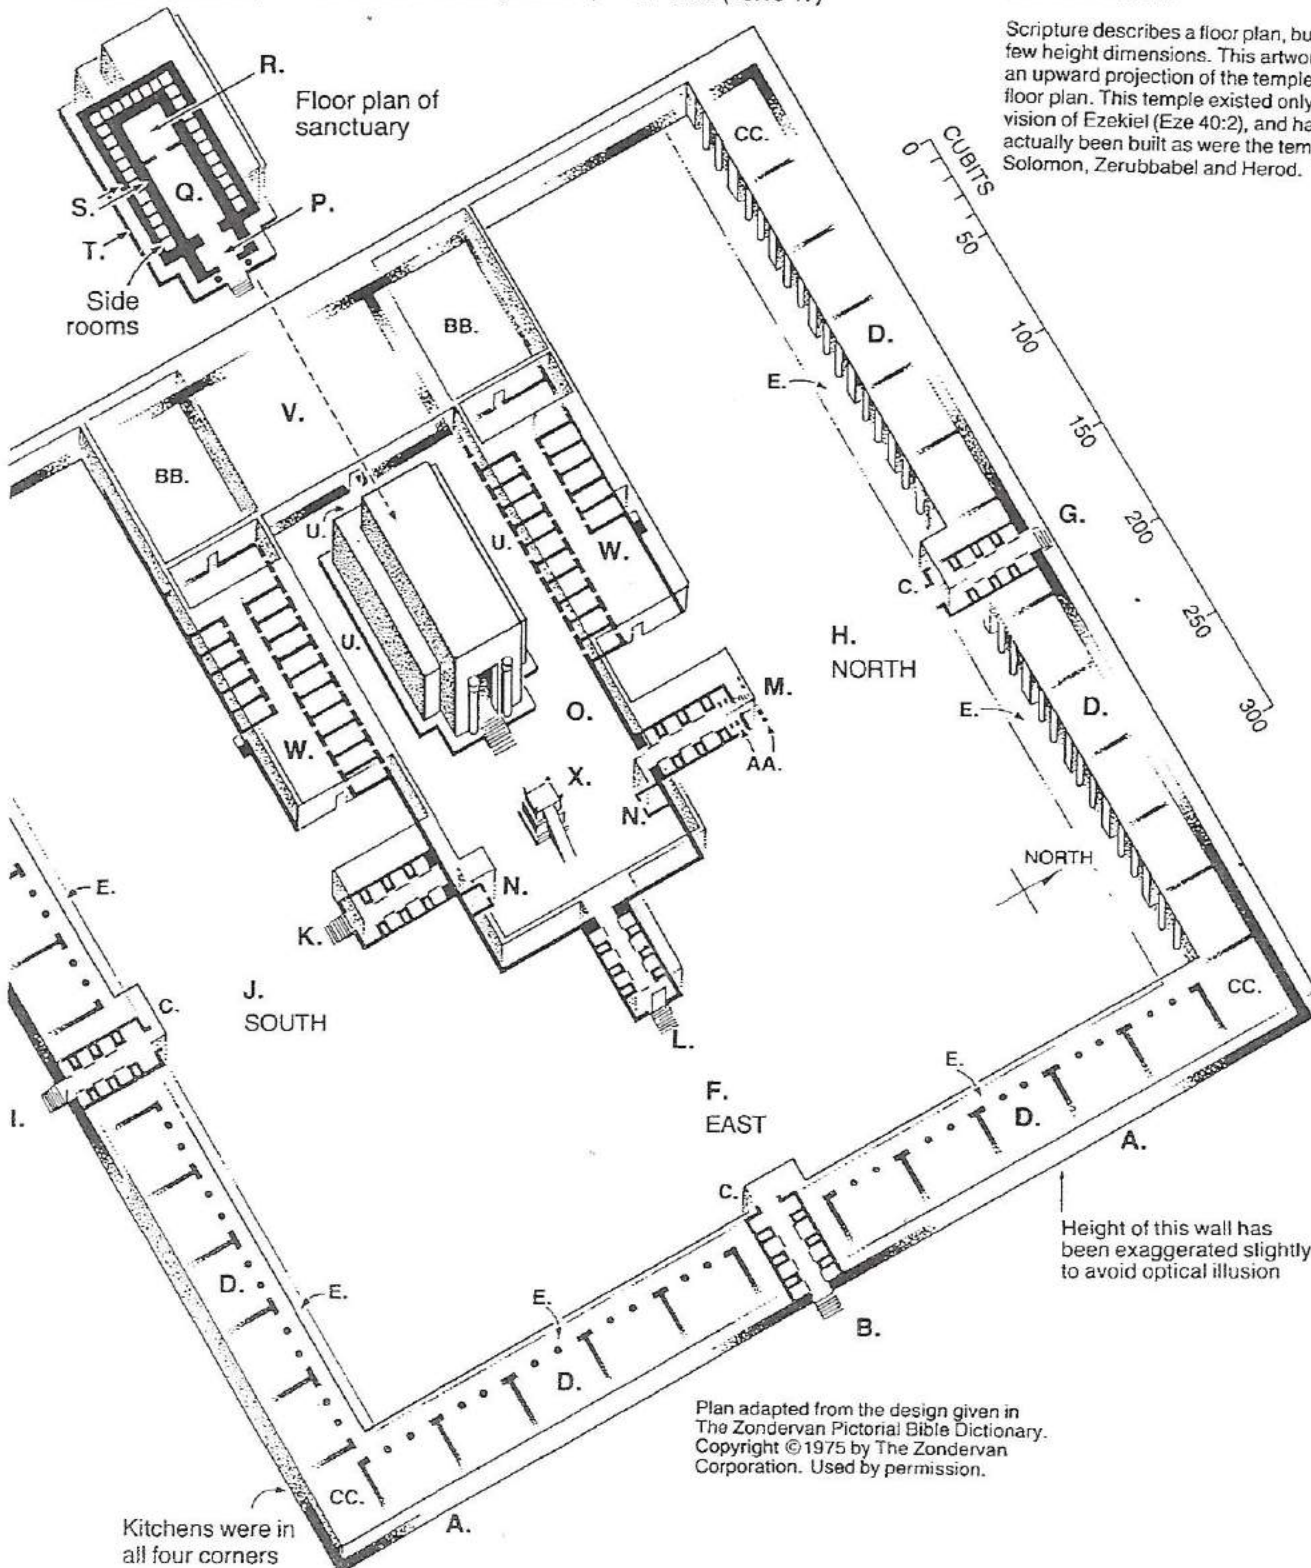 Scripture describes a floor plan, bu
few height dimensions. This artwor
an upward projection of the temple
floor plan. This temple existed only
vision of Ezekiel (Eze 40:2), and ha
actually been built as were the tem
Solomon, Zerubbabel and Herod.
R.
Floor plan of
sanctuary
S.
Q.
P.
T.
Side
rooms
CUBITS
0
50
100
150
200
250
300
CC.
D.
E.
BB.
V.
BB.
G.
U.
U.
W.
C.
U.
H.
NORTH
E.
D.
O.
M.
AA.
W.
X.
N.
NORTH
E.
N.
K.
J.
SOUTH
C.
CC.
L.
I.
F.
EAST
E.
D.
A.
C.
Height of this wall has
been exaggerated slightly
to avoid optical illusion
D.
E.
E.
B.
D.
Plan adapted from the design given in
The Zondervan Pictorial Bible Dictionary.
Copyright ©1975 by The Zondervan
Corporation. Used by permission.
CC.
A.
Kitchens were in
all four corners